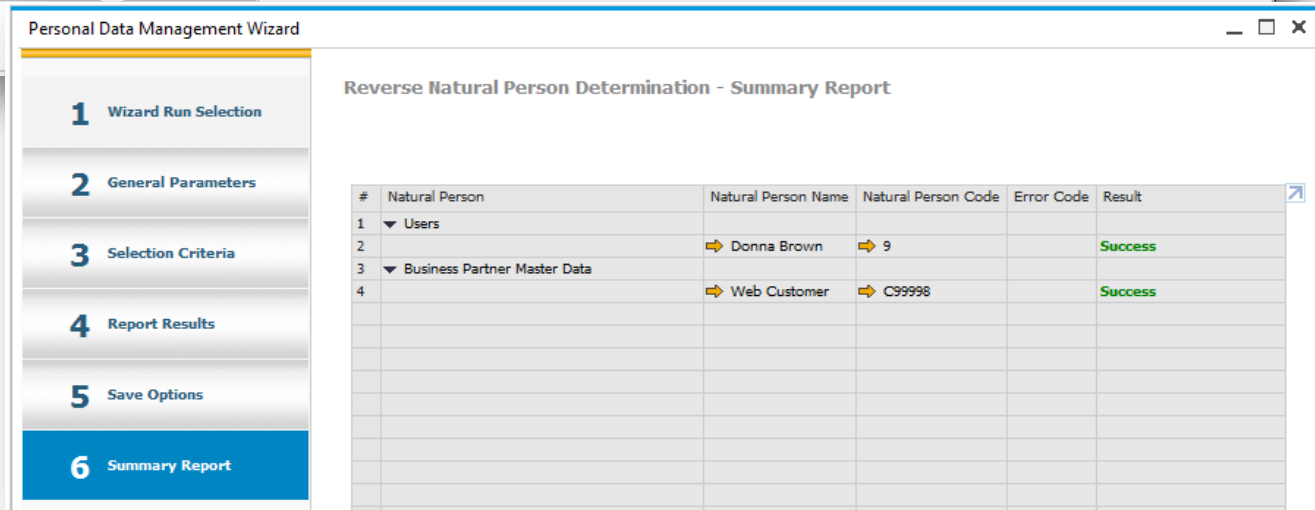 Personal Data Management Wizard
1 Wizard Run Selection
2 General Parameters
3 Selection Criteria
4 Report Results
5 Save Options
6 Summary Report
Reverse Natural Person Determination - Summary Report
# Natural Person Natural Person Name Natural Person Code Error Code Result
1 Users
2 Donna Brown 9 Success
3 Business Partner Master Data
4 Web Customer C99998 Success